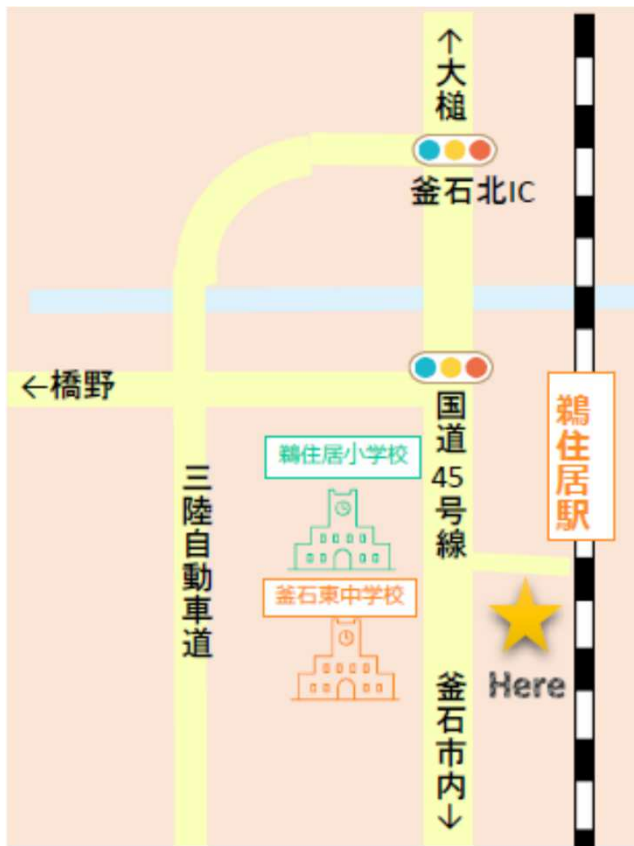 ↑大槌
釜石北IC
←橋野
国道45号線
鵜住居駅
鵜住居小学校
三陸自動車道
釜石東中学校
Here
釜石市内↓